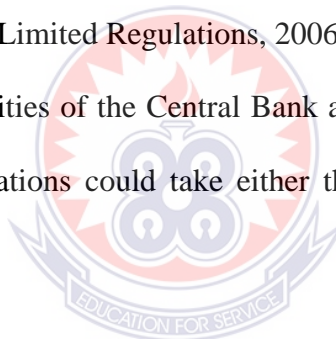 Limited Regulations, 2006
ities of the Central Bank a
ations could take either th
EDUCATION FOR SERVICE